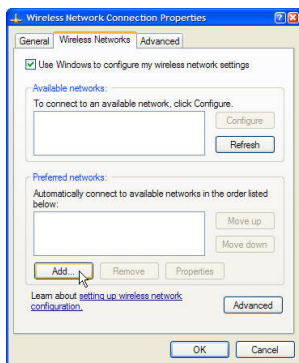 Wireless Network Connection Properties
General Wireless Networks Advanced
Use Windows to configure my wireless network settings
Available networks:
To connect to an available network, click Configure.
Configure
Refresh
Preferred networks:
Automatically connect to available networks in the order listed
below:
Move up
Move down
Add... Remove Properties
Learn about setting up wireless network
configuration.
Advanced
OK Cancel